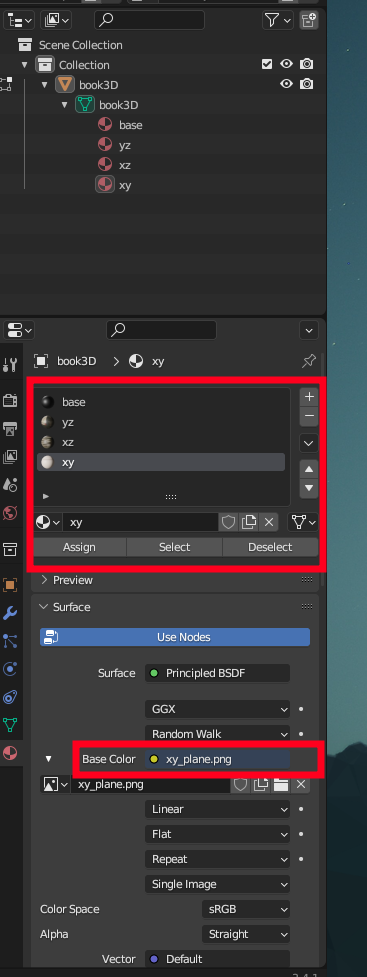 Scene Collection
Collection
book3D
book3D
base
yz
xz
xy
book3D > xy
base
yz
xz
xy
xy
Assign Select Deselect
Preview
Surface
Use Nodes
Surface Principled BSDF
GGX
Random Walk
Base Color xy_plane.png
xy_plane.png
Linear
Flat
Repeat
Single Image
Color Space sRGB
Alpha Straight
Vector Default